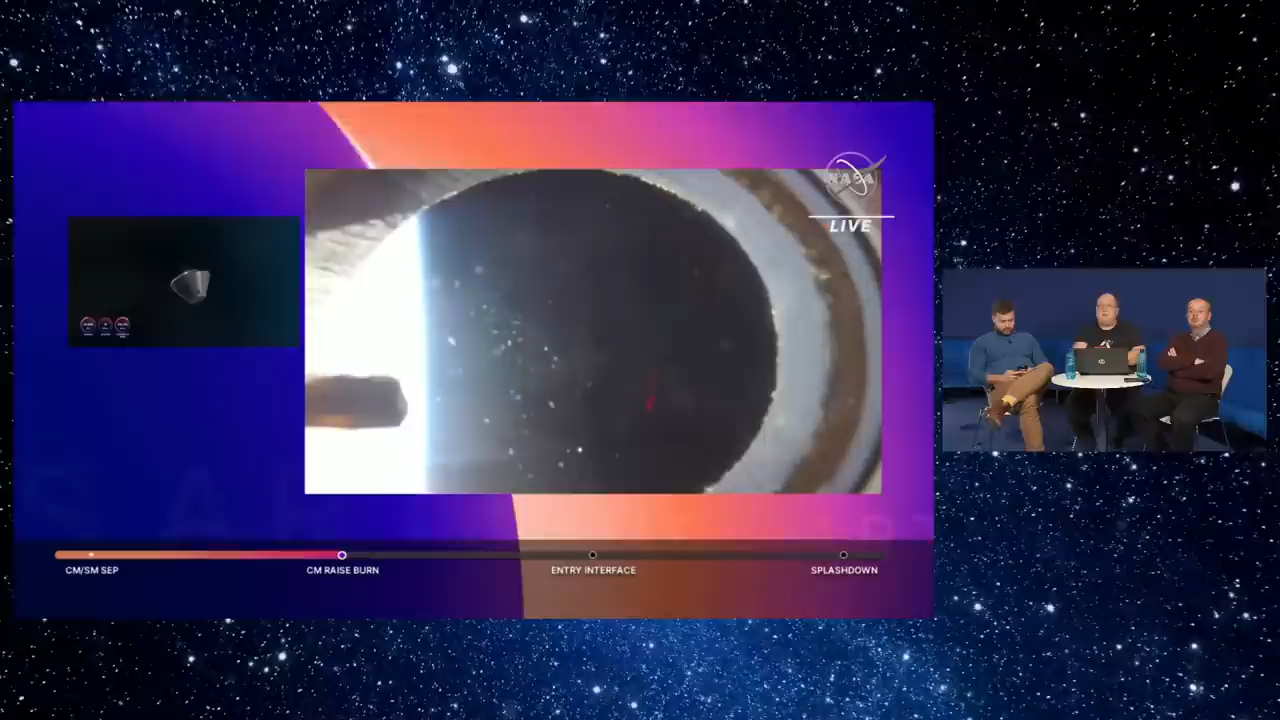 NASA
LIVE
CM/SM SEP
CM RAISE BURN
ENTRY INTERFACE
SPLASHDOWN